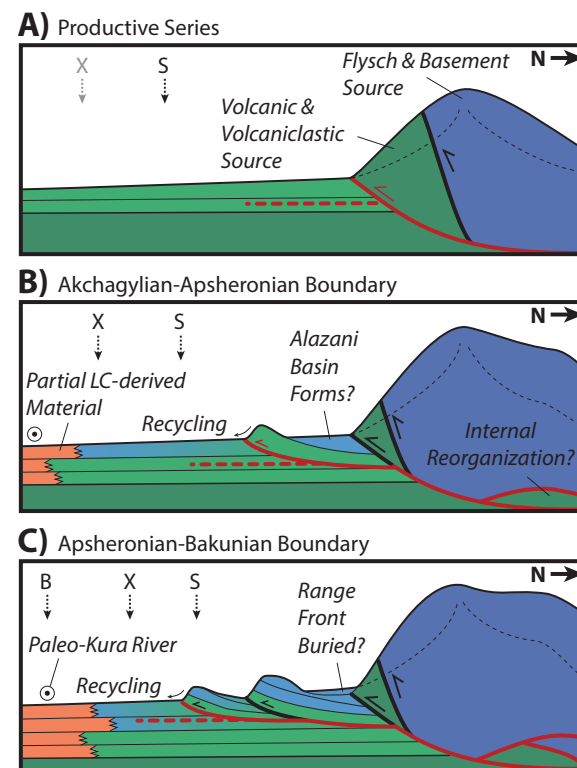 A) Productive Series
X
S
Flysch & Basement
Source
N
Volcanic &
Volcaniclastic
Source
B) Akchagylian-Apsheronian Boundary
X
S
Alazani
Basin
Forms?
N
Partial LC-derived
Material
Recycling
Internal
Reorganization?
C) Apsheronian-Bakunian Boundary
B
X
S
Range
Front
Buried?
N
Paleo-Kura River
Recycling